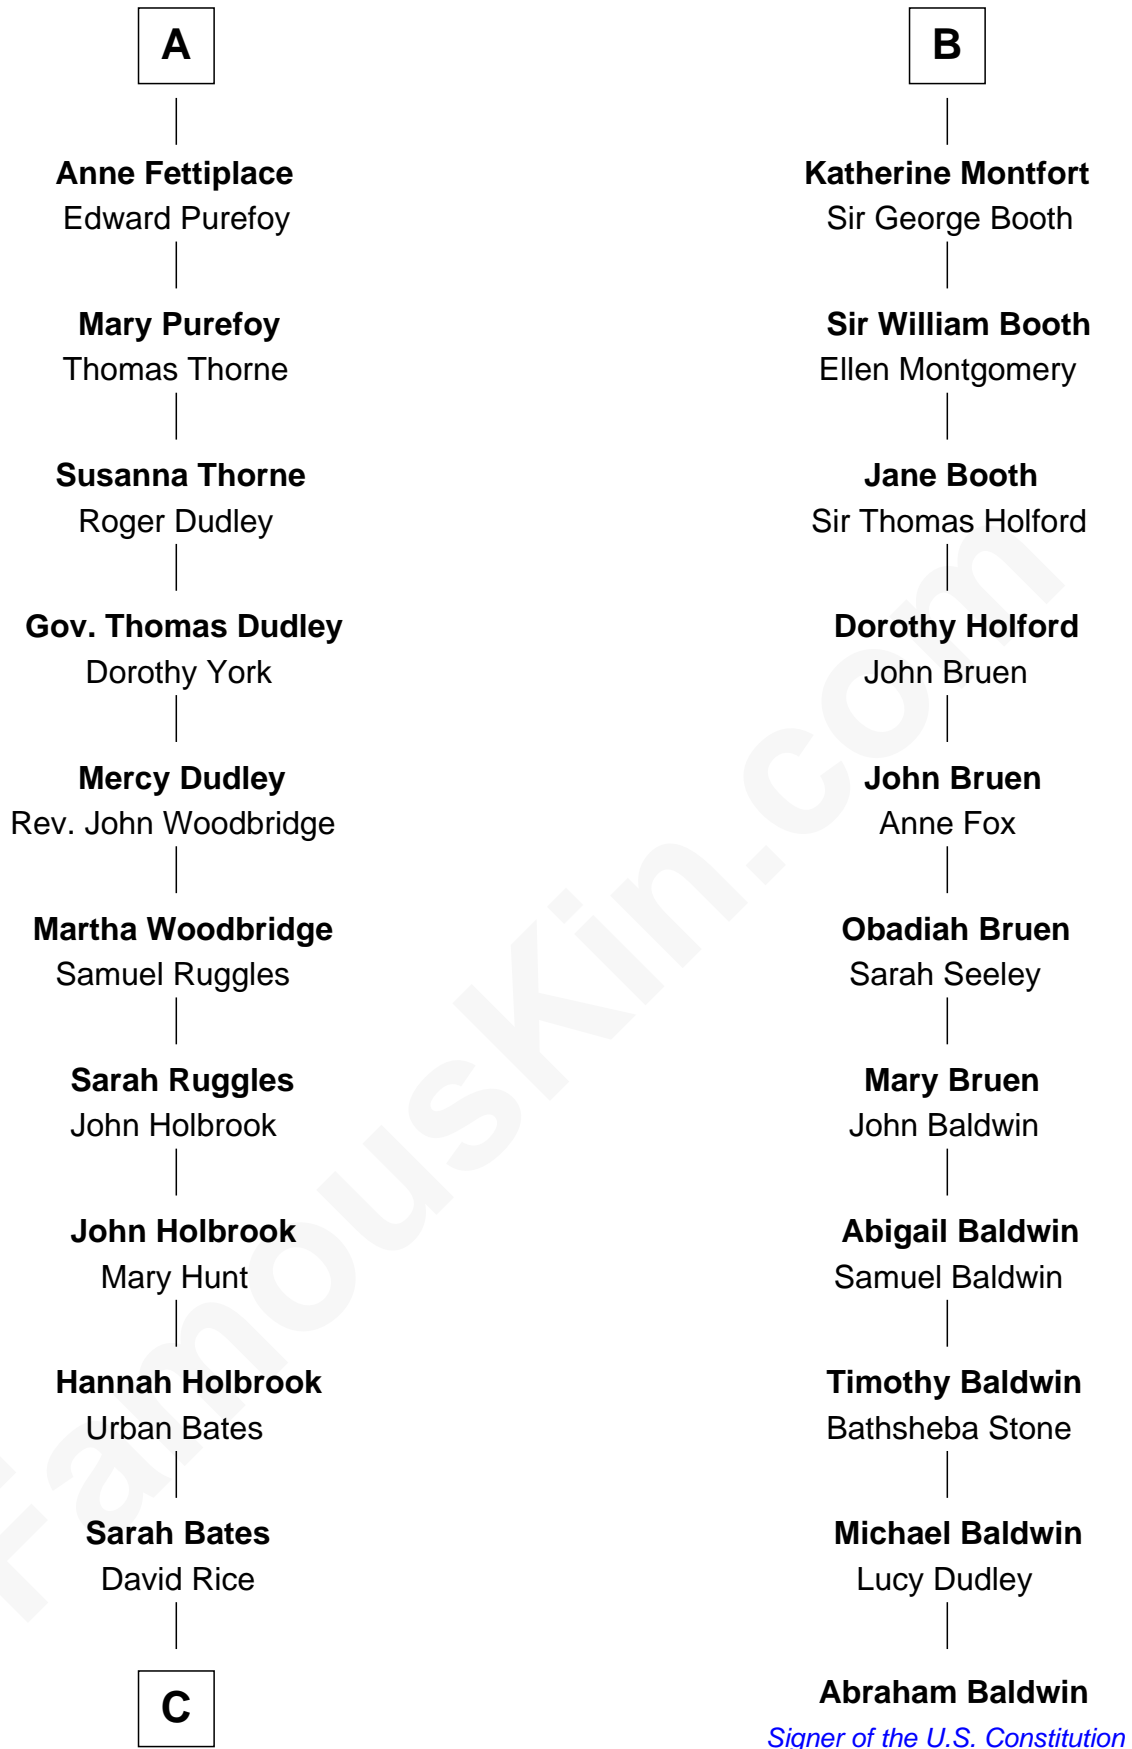 A
Anne Fettiplace
Edward Purefoy
Mary Purefoy
Thomas Thorne
Susanna Thorne
Roger Dudley
Gov. Thomas Dudley
Dorothy York
Mercy Dudley
Rev. John Woodbridge
Martha Woodbridge
Samuel Ruggles
Sarah Ruggles
John Holbrook
John Holbrook
Mary Hunt
Hannah Holbrook
Urban Bates
Sarah Bates
David Rice
C
B
Katherine Montfort
Sir George Booth
Sir William Booth
Ellen Montgomery
Jane Booth
Sir Thomas Holford
Dorothy Holford
John Bruen
John Bruen
Anne Fox
Obadiah Bruen
Sarah Seeley
Mary Bruen
John Baldwin
Abigail Baldwin
Samuel Baldwin
Timothy Baldwin
Bathsheba Stone
Michael Baldwin
Lucy Dudley
Abraham Baldwin
Signer of the U.S. Constitution
FamousKin.com